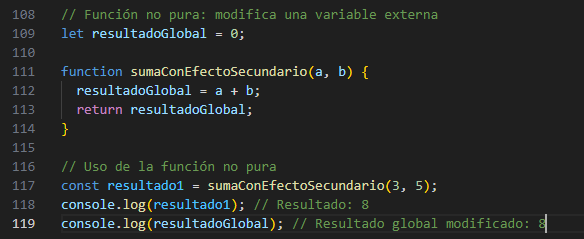 108 // Función no pura: modifica una variable externa
109 let resultadoGlobal = 0;
110
111 function sumaConEfectoSecundario(a, b) {
112   resultadoGlobal = a + b;
113   return resultadoGlobal;
114 }
115
116 // Uso de la función no pura
117 const resultado1 = sumaConEfectoSecundario(3, 5);
118 console.log(resultado1); // Resultado: 8
119 console.log(resultadoGlobal); // Resultado global modificado: 8